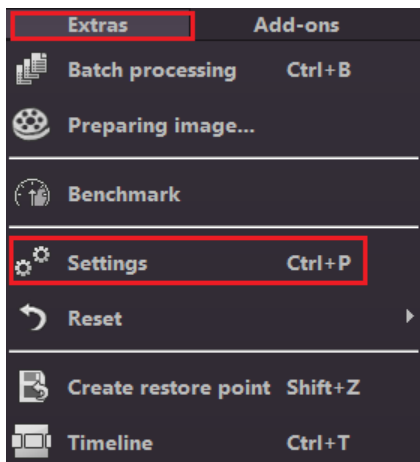 Extras Add-ons
Batch processing Ctrl+B
Preparing image...
Benchmark
Settings Ctrl+P
Reset
Create restore point Shift+Z
Timeline Ctrl+T